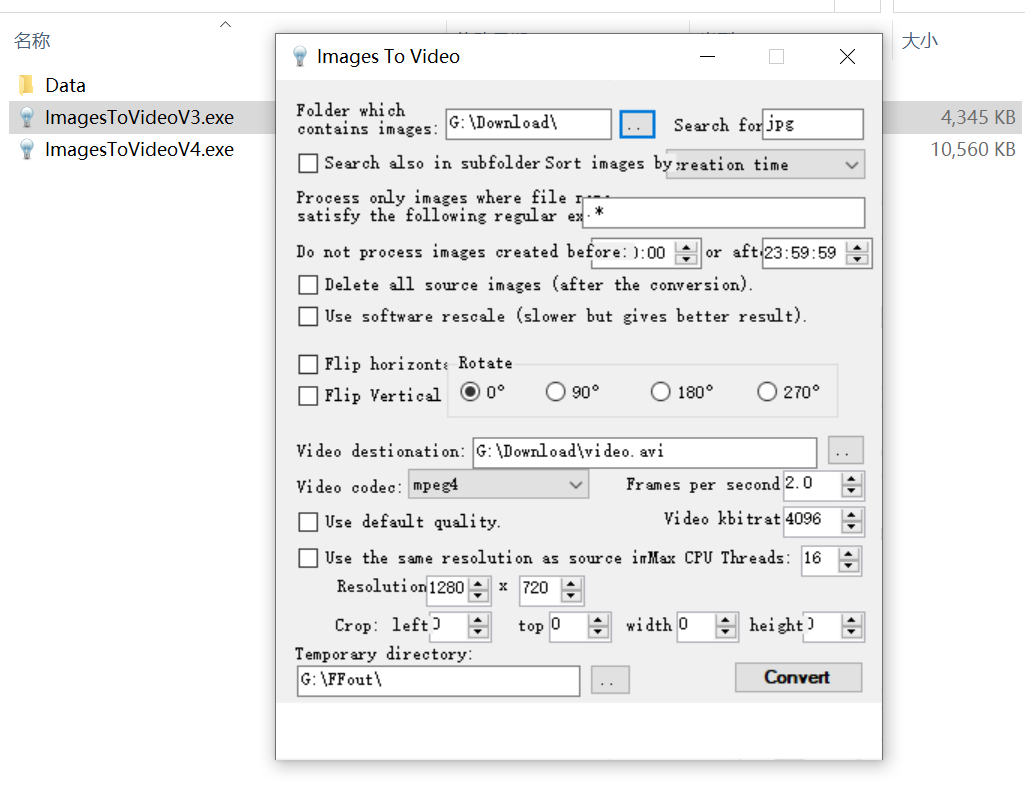 名称
大小
Data
ImagesToVideoV3.exe
4,345 KB
ImagesToVideoV4.exe
10,560 KB
Images To Video
Folder which
contains images:
G:\Download\
..
Search for
jpg
Search also in subfolder
Sort images by
creation time
Process only images where file name
satisfy the following regular ex
.*
Do not process images created before:
:00
or aft
23:59:59
Delete all source images (after the conversion).
Use software rescale (slower but gives better result).
Flip horizont
Rotate
Flip Vertical
0°
90°
180°
270°
Video destionation:
G:\Download\video.avi
..
Video codec:
mpeg4
Frames per second
2.0
Use default quality.
Video kbitrat
4096
Use the same resolution as source im
Max CPU Threads:
16
Resolution
1280
x
720
Crop: left
0
top
0
width
0
height
0
Temporary directory:
G:\FFout\
..
Convert